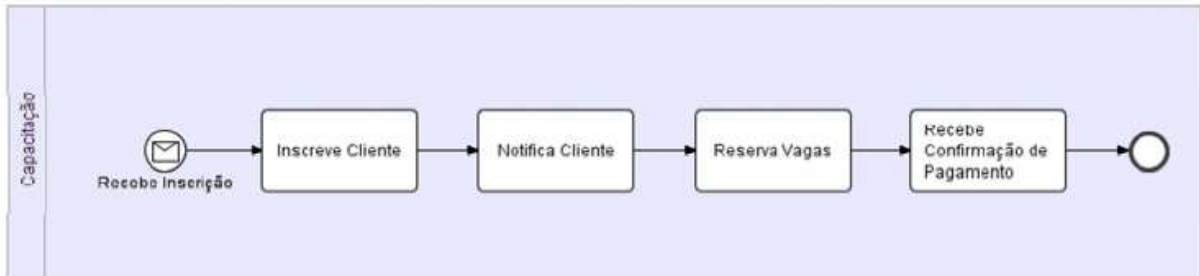 Capacitação
Recebe Inscrição
Inscreve Cliente
Notifica Cliente
Reserva Vagas
Recebe
Confirmação de
Pagamento